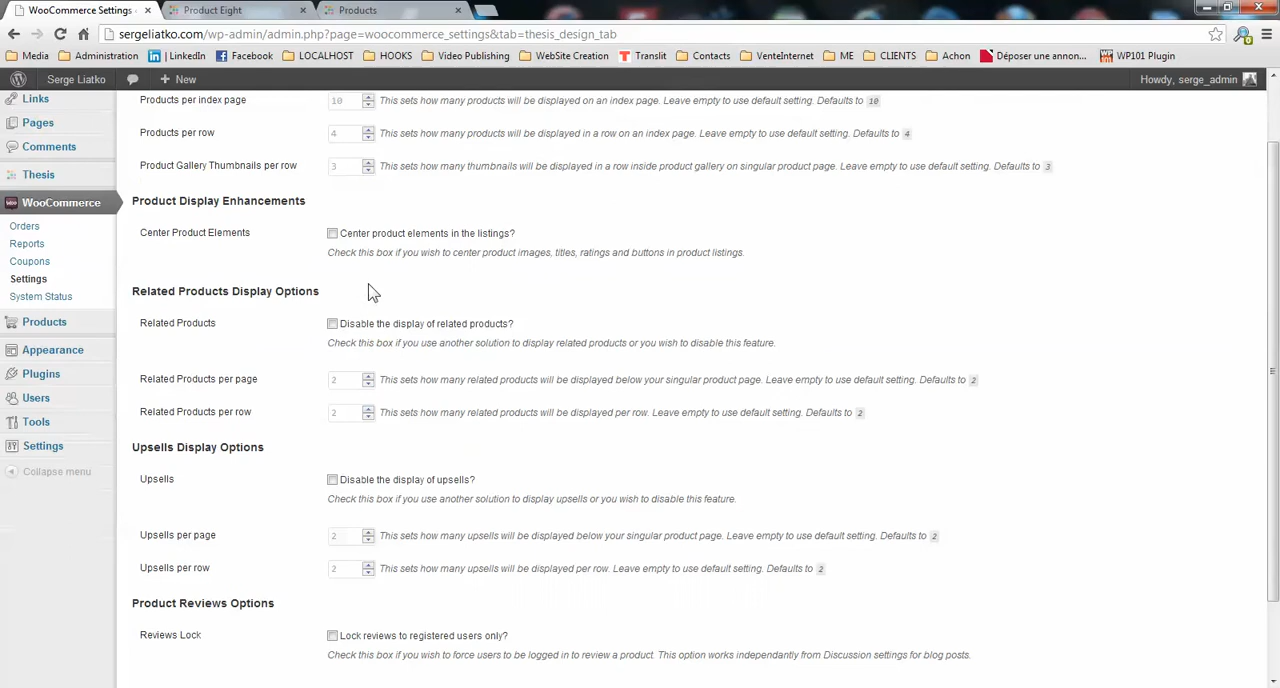 WooCommerce Settings
Product Eight
Products
sergeliatko.com/wp-admin/admin.php?page=woocommerce_settings&tab=thesis_design_tab
Media Administration LinkedIn Facebook LOCALHOST HOOKS Video Publishing WebSite Creation Translit Contacts VenteInternet ME CLIENTS Achon Déposer une annon... WP101 Plugin
Serge Liatko + New Howdy, serge_admin
Links
Pages
Comments
Thesis
WooCommerce
Orders
Reports
Coupons
Settings
System Status
Products
Appearance
Plugins
Users
Tools
Settings
Collapse menu
Products per index page 10 This sets how many products will be displayed on an index page. Leave empty to use default setting. Defaults to 10
Products per row 4 This sets how many products will be displayed in a row on an index page. Leave empty to use default setting. Defaults to 4
Product Gallery Thumbnails per row 3 This sets how many thumbnails will be displayed in a row inside product gallery on singular product page. Leave empty to use default setting. Defaults to 3
Product Display Enhancements
Center Product Elements Center product elements in the listings?
Check this box if you wish to center product images, titles, ratings and buttons in product listings.
Related Products Display Options
Related Products Disable the display of related products?
Check this box if you use another solution to display related products or you wish to disable this feature.
Related Products per page 2 This sets how many related products will be displayed below your singular product page. Leave empty to use default setting. Defaults to 2
Related Products per row 2 This sets how many related products will be displayed per row. Leave empty to use default setting. Defaults to 2
Upsells Display Options
Upsells Disable the display of upsells?
Check this box if you use another solution to display upsells or you wish to disable this feature.
Upsells per page 2 This sets how many upsells will be displayed below your singular product page. Leave empty to use default setting. Defaults to 2
Upsells per row 2 This sets how many upsells will be displayed per row. Leave empty to use default setting. Defaults to 2
Product Reviews Options
Reviews Lock Lock reviews to registered users only?
Check this box if you wish to force users to be logged in to review a product. This option works independantly from Discussion settings for blog posts.